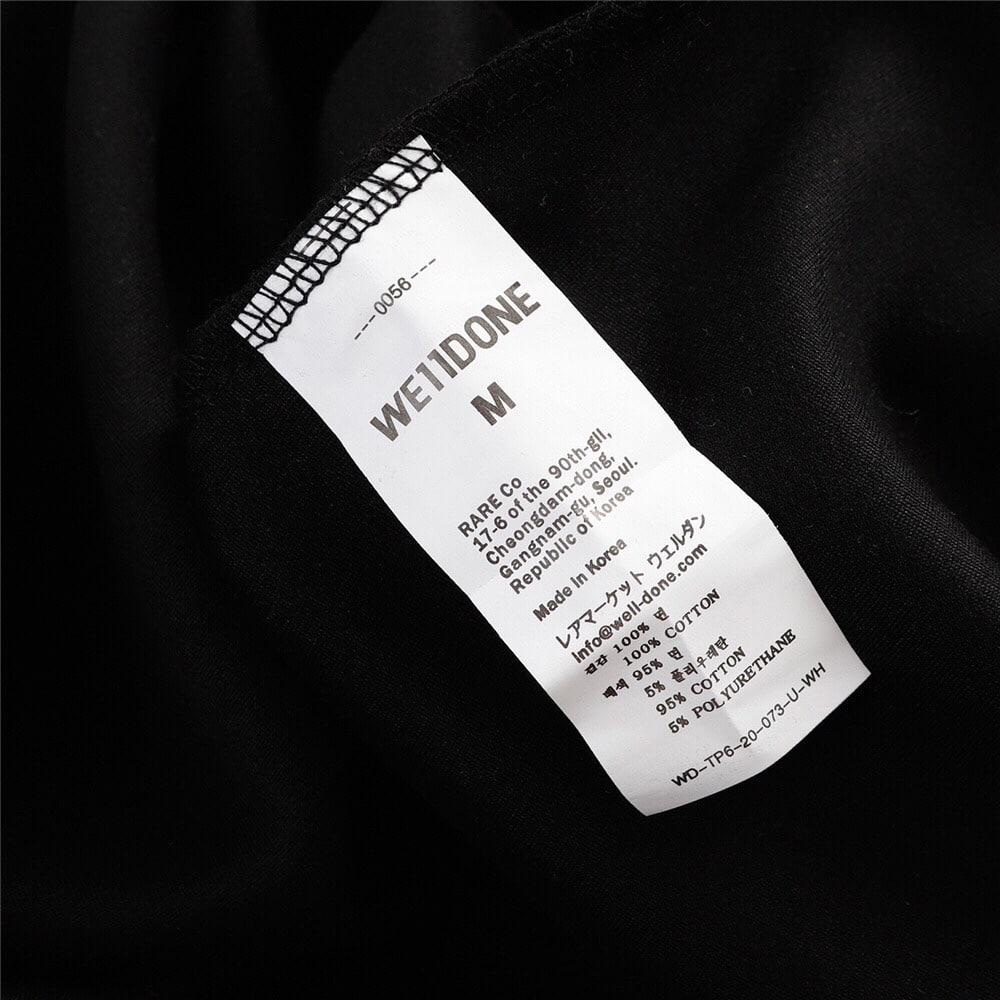 ---0056---
WE11DONE
M
RARE Co
17-6 of the 90th-gil,
Cheongdam-dong,
Gangnam-gu, Seoul.
Republic of Korea
Made in Korea
レアマーケット ウェルダン
Info@well-done.com
겉감 100% 면
100% COTTON
배색 95% 면
5% 폴리우레탄
95% COTTON
5% POLYURETHANE
WD-TP6-20-073-U-WH